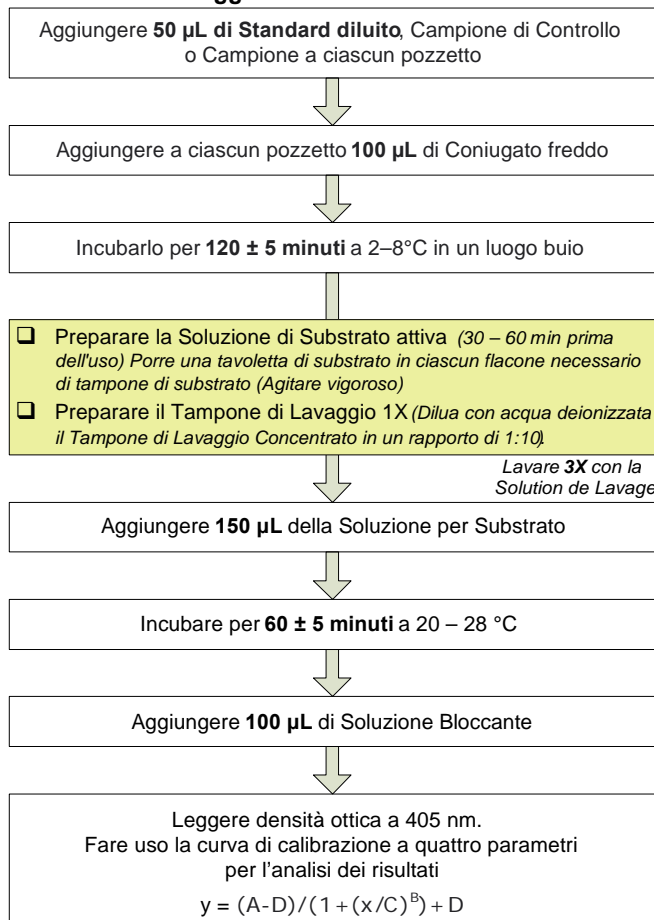 Aggiungere 50 µL di Standard diluito, Campione di Controllo
o Campione a ciascun pozzetto
Aggiungere a ciascun pozzetto 100 µL di Coniugato freddo
Incubarlo per 120 ± 5 minuti a 2–8°C in un luogo buio
❑ Preparare la Soluzione di Substrato attiva (30 – 60 min prima
dell'uso) Porre una tavoletta di substrato in ciascun flacone necessario
di tampone di substrato (Agitare vigoroso)
❑ Preparare il Tampone di Lavaggio 1X (Dilua con acqua deionizzata
il Tampone di Lavaggio Concentrato in un rapporto di 1:10).
Lavare 3X con la
Solution de Lavage
Aggiungere 150 µL della Soluzione per Substrato
Incubare per 60 ± 5 minuti a 20 – 28 °C
Aggiungere 100 µL di Soluzione Bloccante
Leggere densità ottica a 405 nm.
Fare uso la curva di calibrazione a quattro parametri
per l'analisi dei risultati
y = (A-D)/(1+(x/C)^B) + D